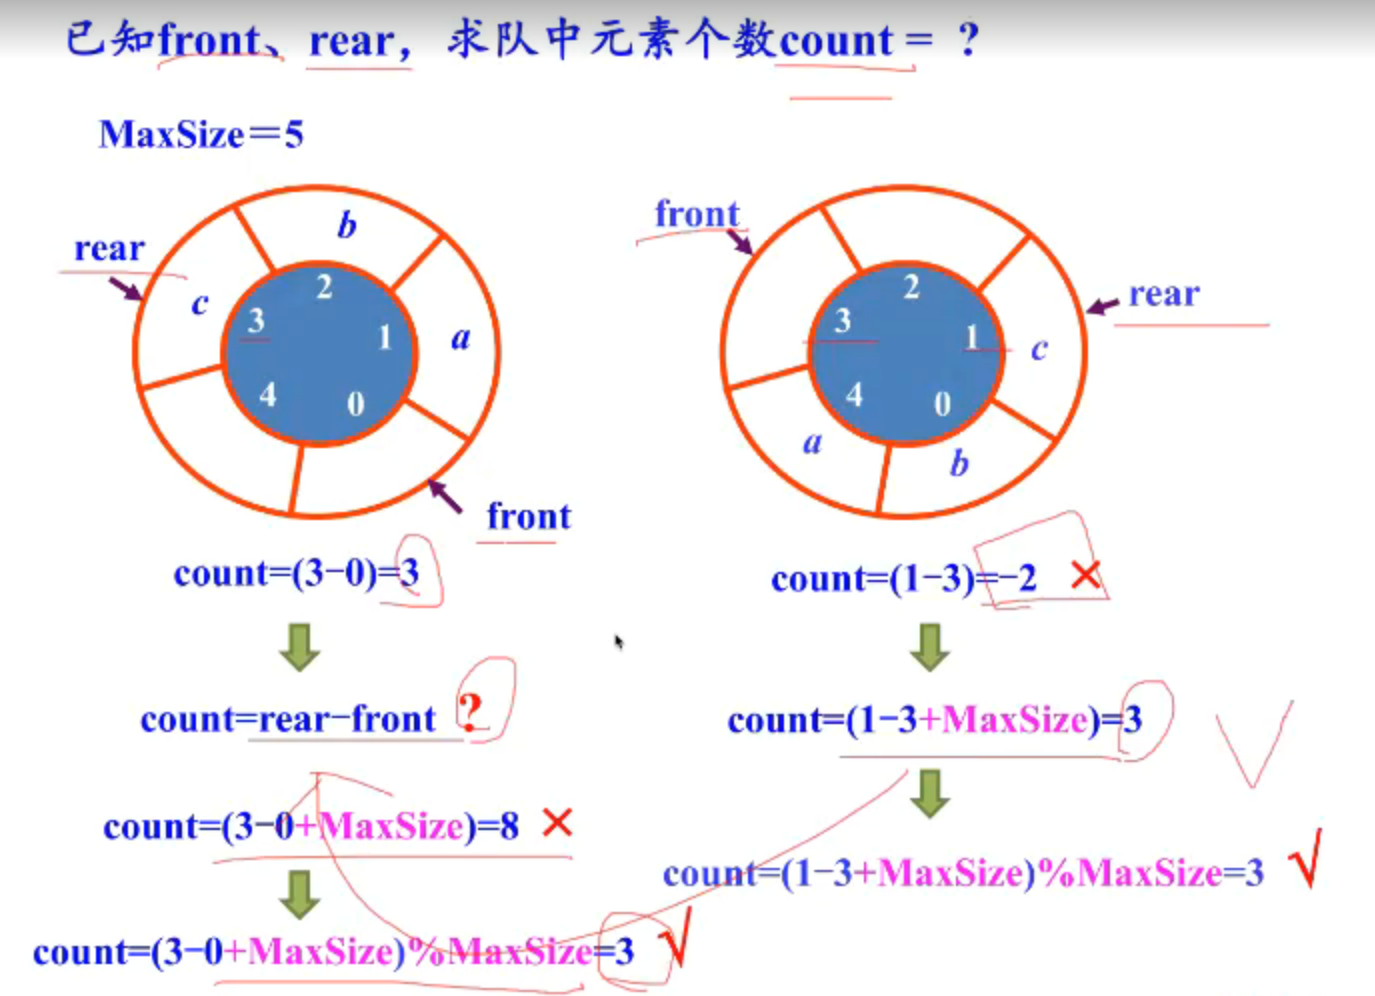 已知front、rear，求队中元素个数count = ？
MaxSize＝5
rear
b
c
a
3
2
1
4
0
front
front
rear
3
2
1
4
0
c
a
b
count=(3−0)=3
count=(1−3)=−2 ×
count=rear−front ?
count=(1−3+MaxSize)=3
count=(3−0+MaxSize)=8 ×
count=(1−3+MaxSize)%MaxSize=3 √
count=(3−0+MaxSize)%MaxSize=3 √